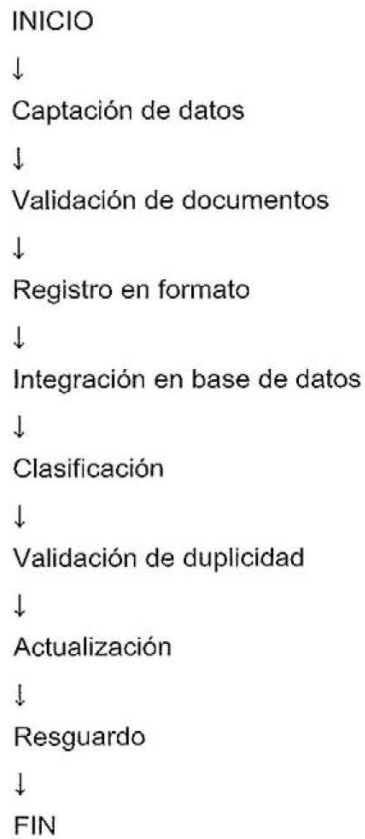 INICIO
↓
Captación de datos
↓
Validación de documentos
↓
Registro en formato
↓
Integración en base de datos
↓
Clasificación
↓
Validación de duplicidad
↓
Actualización
↓
Resguardo
↓
FIN